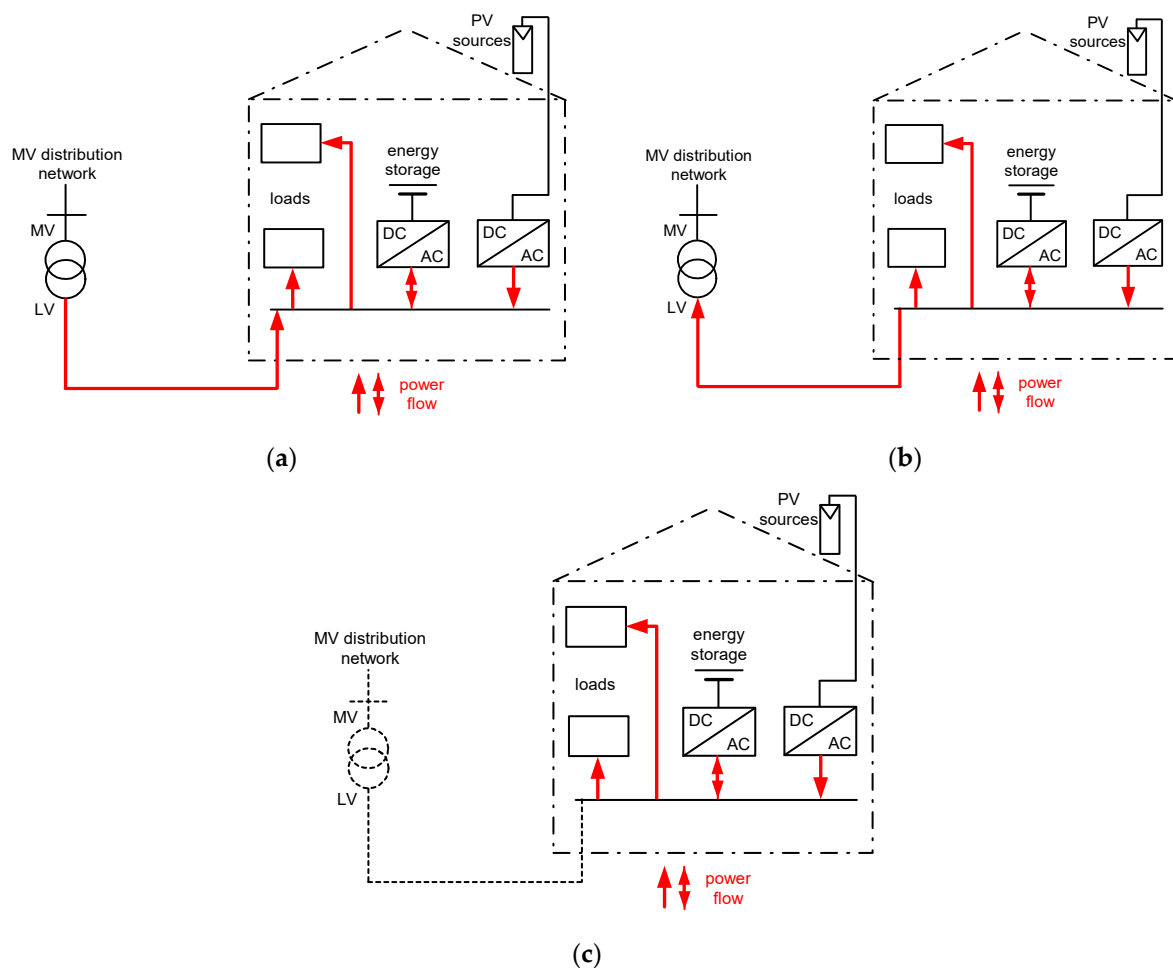 PV
sources
MV distribution
network
energy
storage
loads
MV
DC
AC
DC
AC
LV
power
flow
(a)
PV
sources
MV distribution
network
energy
storage
loads
MV
DC
AC
DC
AC
LV
power
flow
(b)
PV
sources
MV distribution
network
energy
storage
loads
MV
DC
AC
DC
AC
LV
power
flow
(c)